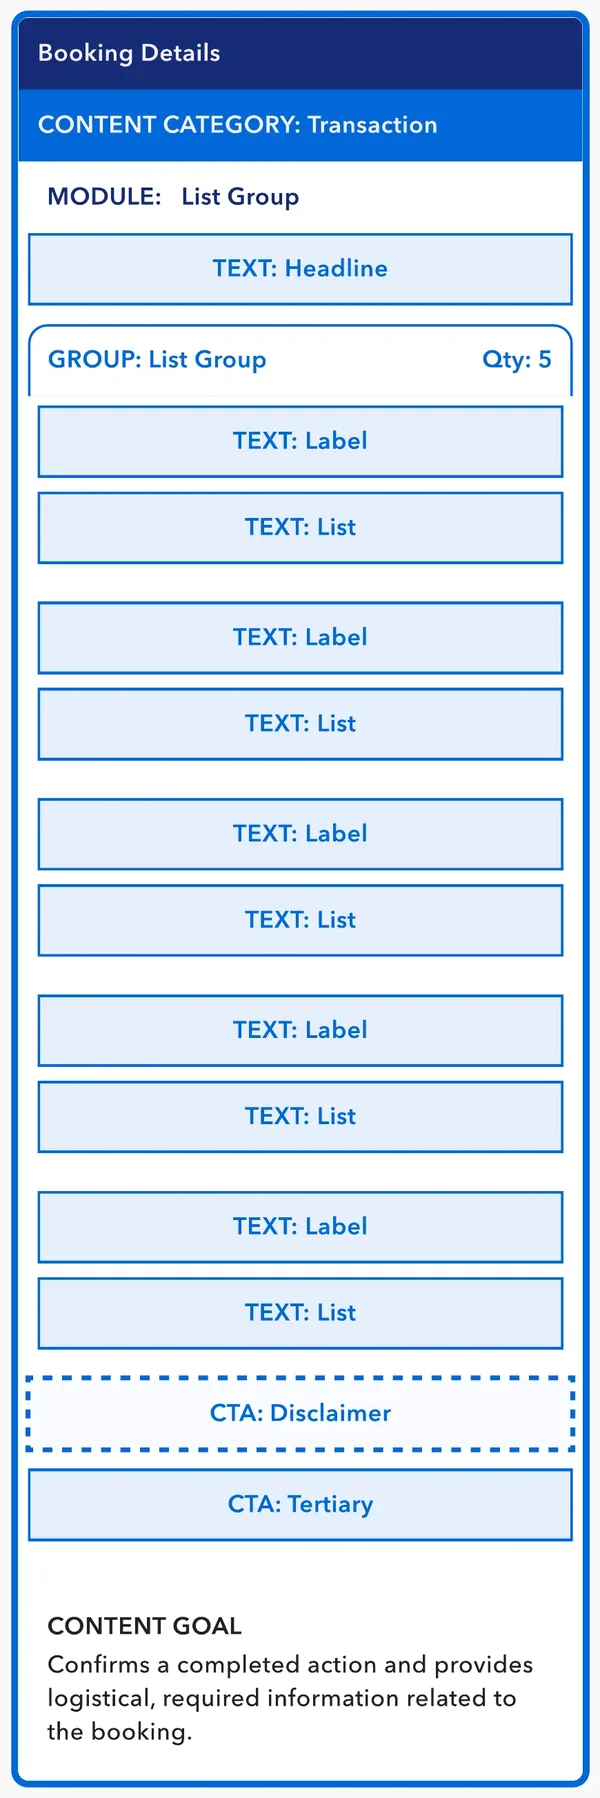 Booking Details
CONTENT CATEGORY: Transaction
MODULE: List Group
TEXT: Headline
GROUP: List Group Qty: 5
TEXT: Label
TEXT: List
TEXT: Label
TEXT: List
TEXT: Label
TEXT: List
TEXT: Label
TEXT: List
TEXT: Label
TEXT: List
CTA: Disclaimer
CTA: Tertiary
CONTENT GOAL
Confirms a completed action and provides
logistical, required information related to
the booking.